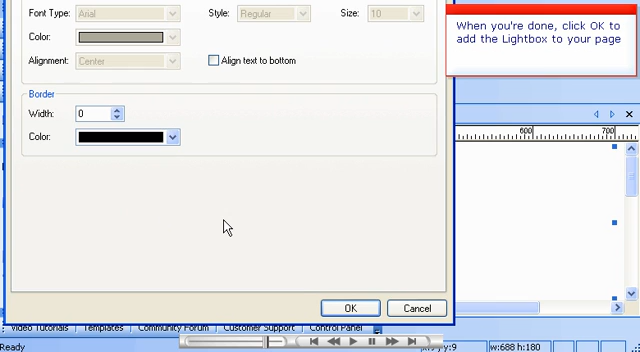 Font Type: Arial Style: Regular Size: 10
Color:
Alignment: Center Align text to bottom
Border
Width: 0
Color:
When you're done, click OK to
add the Lightbox to your page
600 700
OK Cancel
Video Tutorials Templates Community Forum Customer Support Control Panel
Ready y:9 w:688 h:180